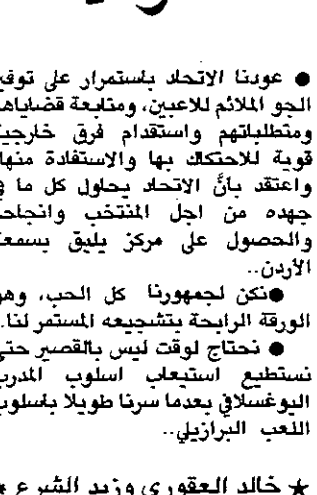 ● عودنا الاتحاد باستمرار على توفير
الجو الملائم للاعبين، ومتابعة قضاياهم
ومتطلباتهم واستقدام فرق خارجية
قوية للاحتكاك بها والاستفادة منها
واعتقد بأنَّ الاتحاد يحاول كل ما في
جهده من اجل المنتخب وانجاحه
والحصول على مركز يليق بسمعة
الأردن..
●نكن لجمهورنا كل الحب، وهو
الورقة الرابحة بتشجيعه المستمر لنا.
● نحتاج لوقت ليس بالقصير حتى
نستطيع استيعاب اسلوب المدرب
اليوغسلافي بعدما سرنا طويلا باسلوب
اللعب البرازيلي..
★ خالد العقوري وزيد الشرع ★